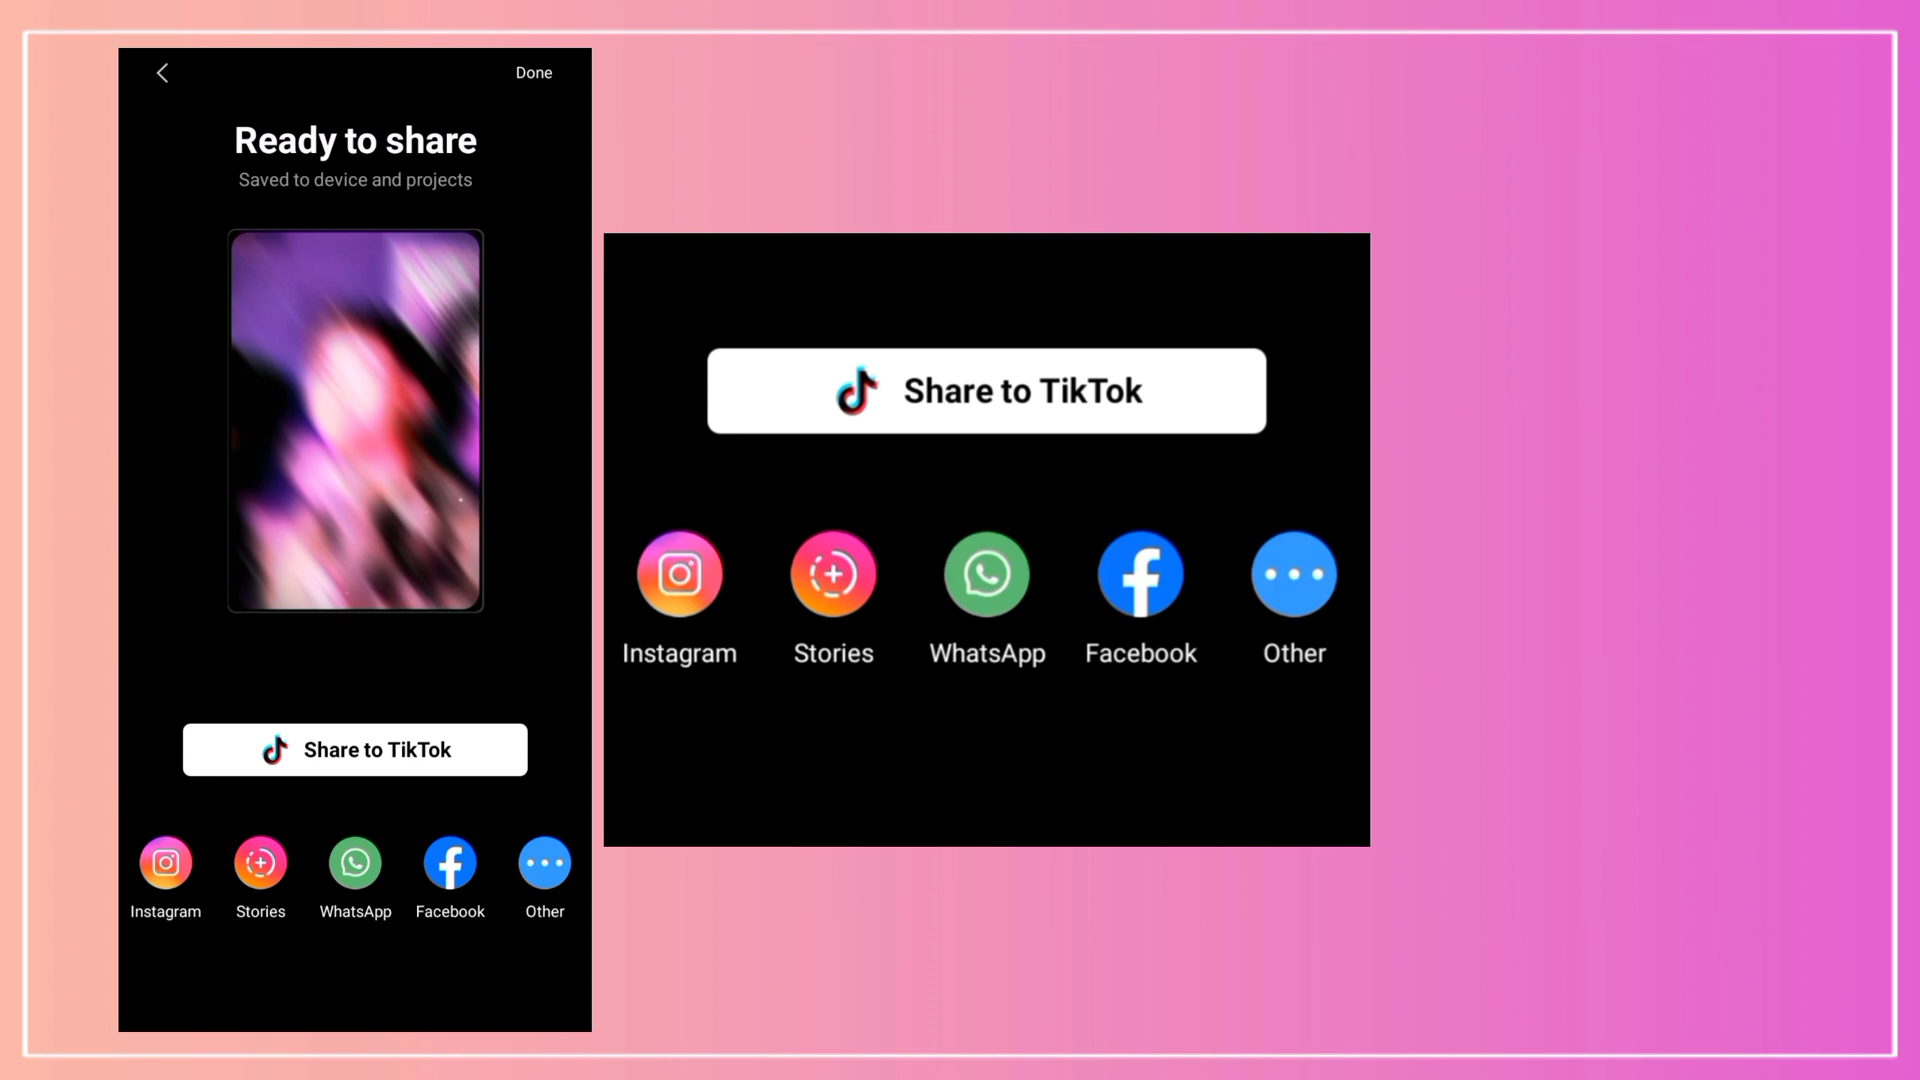 Done
Ready to share
Saved to device and projects
Share to TikTok
Instagram Stories WhatsApp Facebook Other
Share to TikTok
Instagram Stories WhatsApp Facebook Other